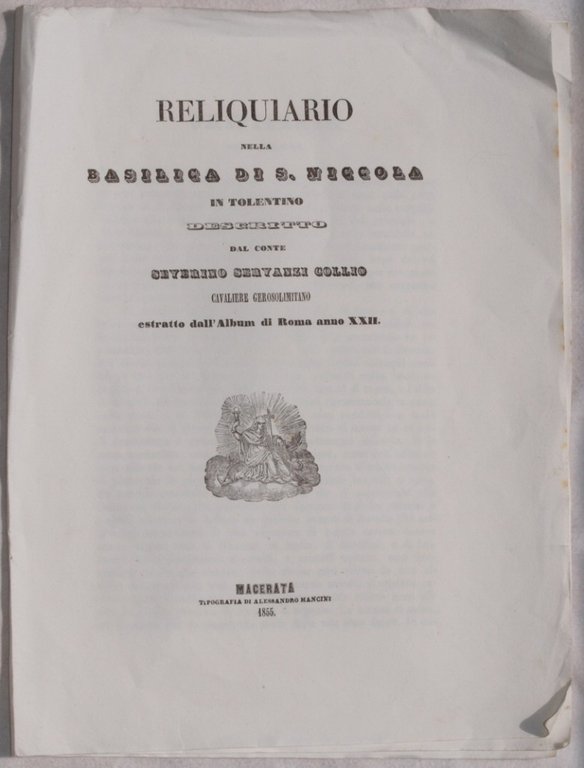 RELIQUIARIO
NELLA
BASILICA DI S. NICCOLA
IN TOLENTINO
DESCRITTO
DAL CONTE
SEVERINO SERVANZI COLLIO
CAVALIERE GEROSOLIMITANO
estratto dall'Album di Roma anno XXII.
MACERATA
TIPOGRAFIA DI ALESSANDRO MANCINI
1855.